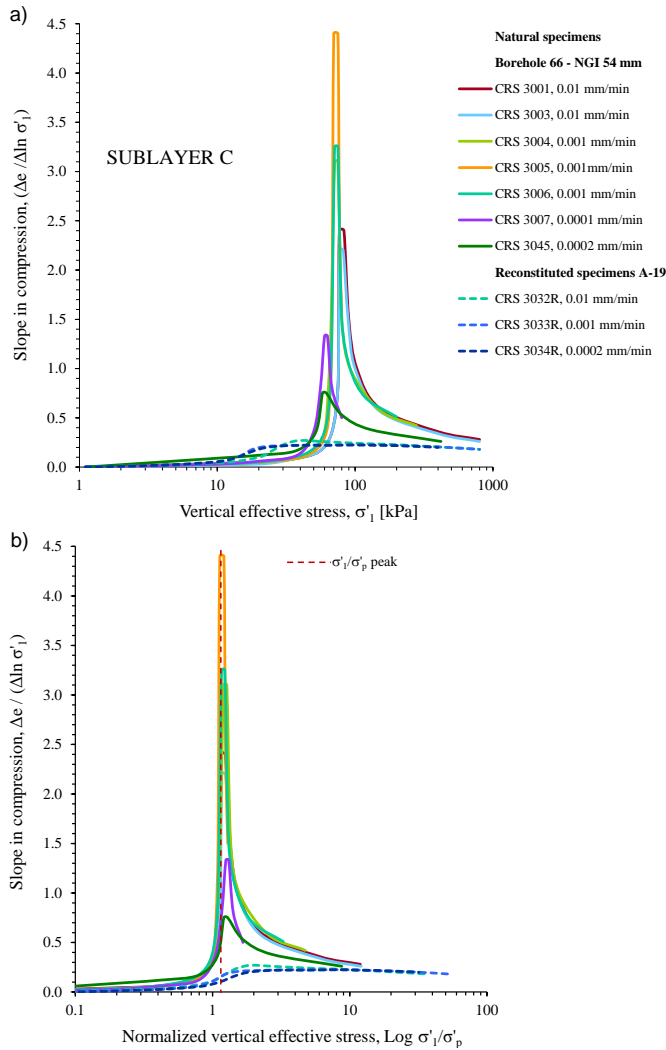 a)
4.5
4.0
3.5
3.0
2.5
2.0
1.5
1.0
0.5
0.0
Slope in compression, (Δe /Δln σ'1)
SUBLAYER C
1
10
100
1000
Vertical effective stress, σ'1 [kPa]
Natural specimens
Borehole 66 - NGI 54 mm
CRS 3001, 0.01 mm/min
CRS 3003, 0.01 mm/min
CRS 3004, 0.001 mm/min
CRS 3005, 0.001mm/min
CRS 3006, 0.001 mm/min
CRS 3007, 0.0001 mm/min
CRS 3045, 0.0002 mm/min
Reconstituted specimens A-19
CRS 3032R, 0.01 mm/min
CRS 3033R, 0.001 mm/min
CRS 3034R, 0.0002 mm/min
b)
4.5
4.0
3.5
3.0
2.5
2.0
1.5
1.0
0.5
0.0
Slope in compression, Δe / (Δln σ'1)
σ'1/σ'p peak
0.1
1
10
100
Normalized vertical effective stress, Log σ'1/σ'p